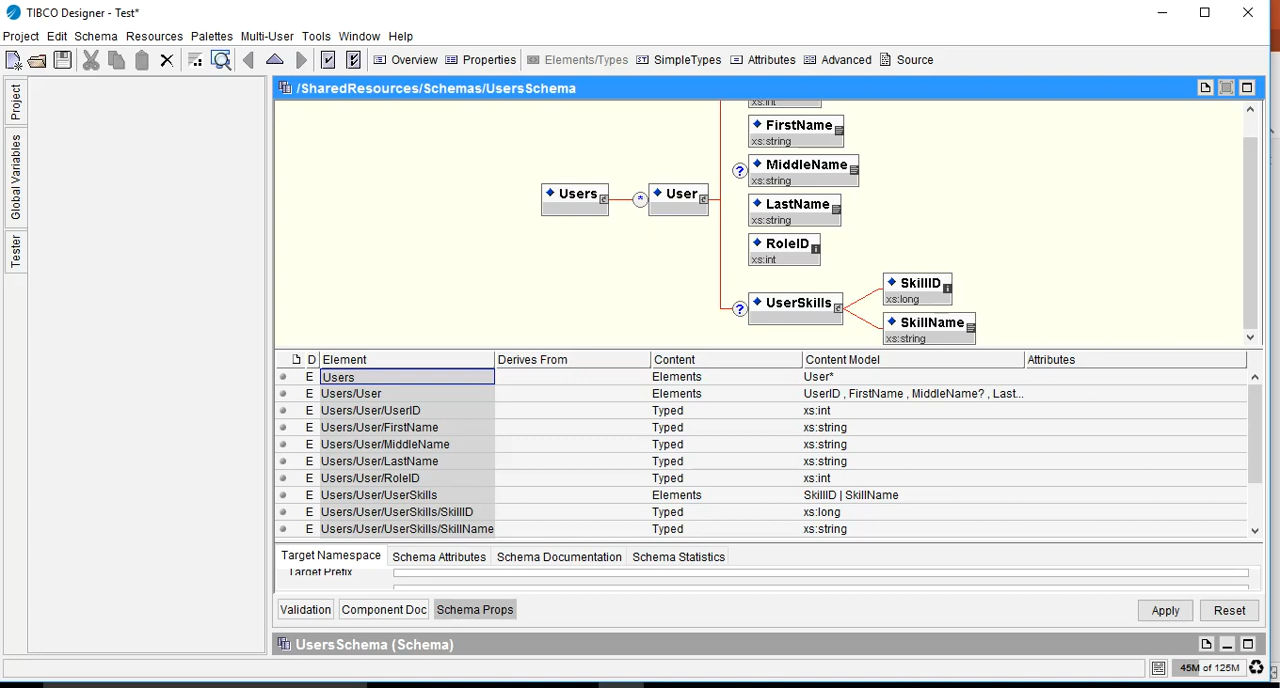 TIBCO Designer - Test*
Project Edit Schema Resources Palettes Multi-User Tools Window Help
Overview Properties Elements/Types SimpleTypes Attributes Advanced Source
Project
Global Variables
Tester
/SharedResources/Schemas/UsersSchema
xs:int
FirstName
xs:string
? MiddleName
xs:string
Users * User
LastName
xs:string
RoleID
xs:int
SkillID
xs:long
? UserSkills
SkillName
xs:string
D Element Derives From Content Content Model Attributes
E Users Elements User*
E Users/User Elements UserID , FirstName , MiddleName? , Last...
E Users/User/UserID Typed xs:int
E Users/User/FirstName Typed xs:string
E Users/User/MiddleName Typed xs:string
E Users/User/LastName Typed xs:string
E Users/User/RoleID Typed xs:int
E Users/User/UserSkills Elements SkillID | SkillName
E Users/User/UserSkills/SkillID Typed xs:long
E Users/User/UserSkills/SkillName Typed xs:string
Target Namespace Schema Attributes Schema Documentation Schema Statistics
Target Prefix
Validation Component Doc Schema Props Apply Reset
UsersSchema (Schema)
45M of 125M